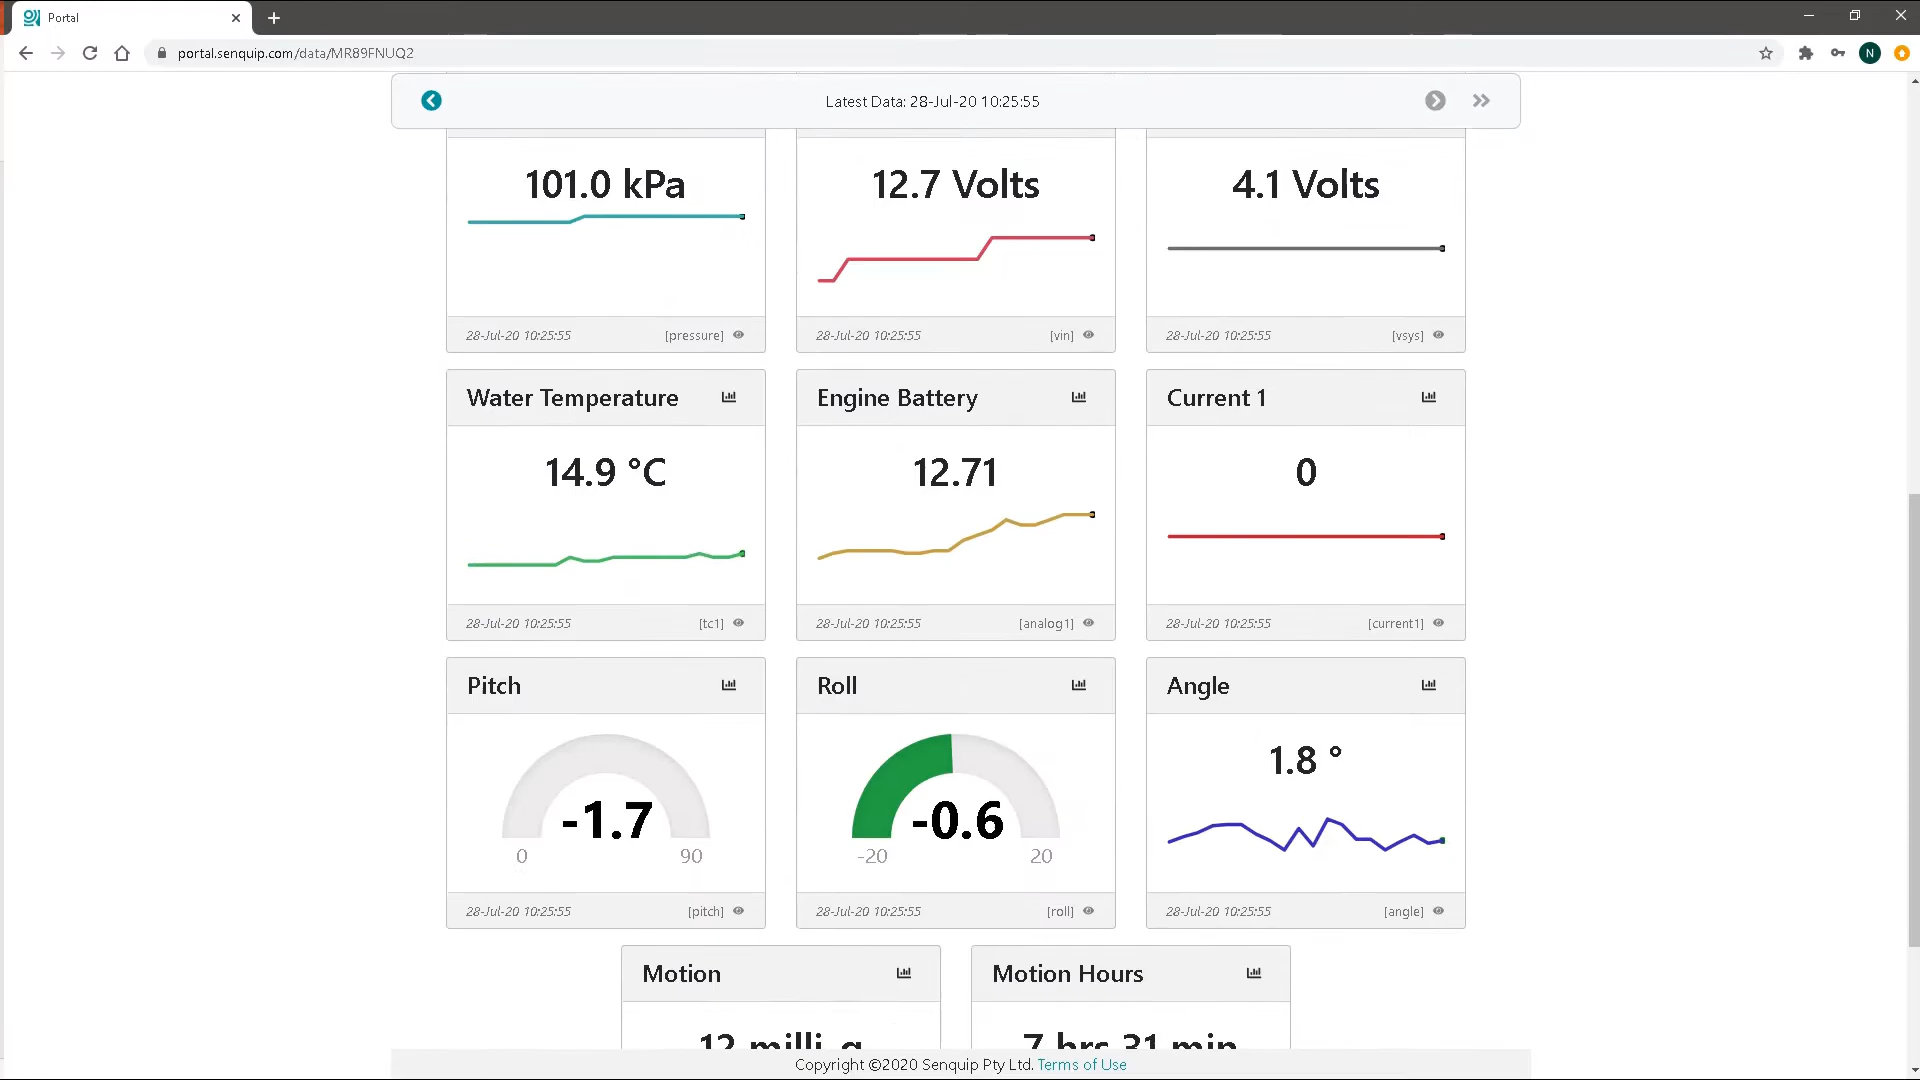 Portal
portal.senquip.com/data/MR89FNUQ2
N
Latest Data: 28-Jul-20 10:25:55
101.0 kPa
12.7 Volts
4.1 Volts
28-Jul-20 10:25:55 [pressure]
28-Jul-20 10:25:55 [vin]
28-Jul-20 10:25:55 [vsys]
Water Temperature
Engine Battery
Current 1
14.9 °C
12.71
0
28-Jul-20 10:25:55 [tc1]
28-Jul-20 10:25:55 [analog1]
28-Jul-20 10:25:55 [current1]
Pitch
Roll
Angle
-1.7
0 90
-0.6
-20 20
1.8 °
28-Jul-20 10:25:55 [pitch]
28-Jul-20 10:25:55 [roll]
28-Jul-20 10:25:55 [angle]
Motion
Motion Hours
12 milli-g
7 hrs 31 min
Copyright ©2020 Senquip Pty Ltd. Terms of Use